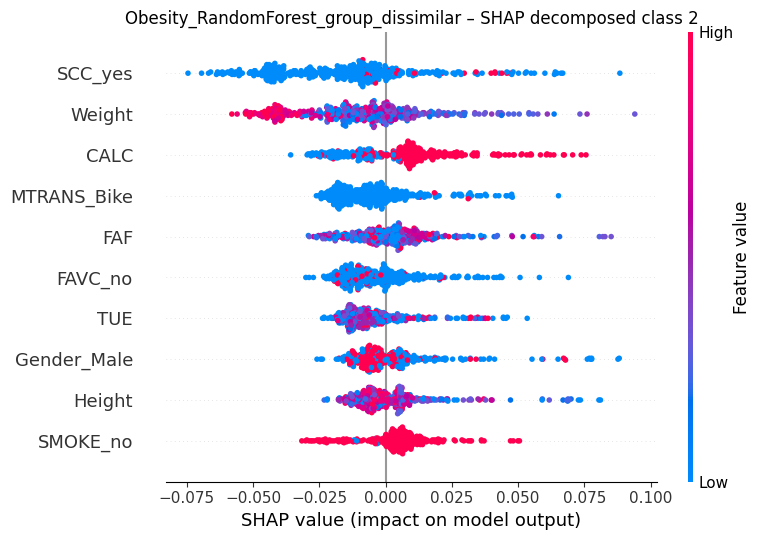 Obesity_RandomForest_group_dissimilar – SHAP decomposed class 2
High
SCC_yes
Weight
CALC
MTRANS_Bike
FAF
FAVC_no
TUE
Gender_Male
Height
SMOKE_no
Feature value
Low
−0.075 −0.050 −0.025 0.000 0.025 0.050 0.075 0.100
SHAP value (impact on model output)